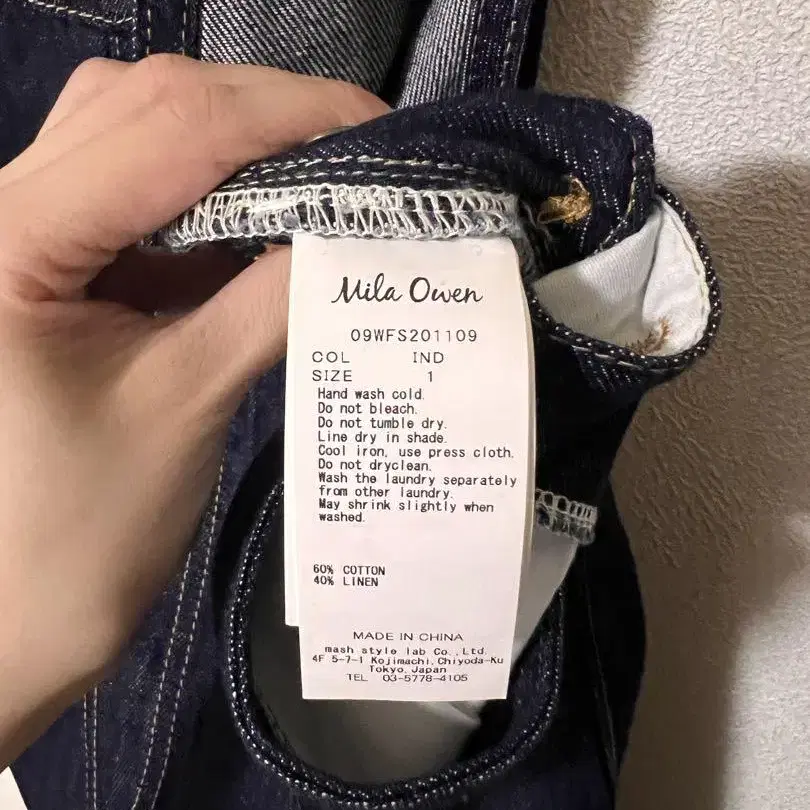 Mila Owen
09WFS201109
COL IND
SIZE 1
Hand wash cold.
Do not bleach.
Do not tumble dry.
Line dry in shade.
Cool iron, use press cloth.
Do not dryclean.
Wash the laundry separately
from other laundry.
May shrink slightly when
washed.
60% COTTON
40% LINEN
MADE IN CHINA
mash style lab Co.,Ltd.
4F 5-7-1 Kojimachi,Chiyoda-Ku
Tokyo,Japan
TEL 03-5778-4105